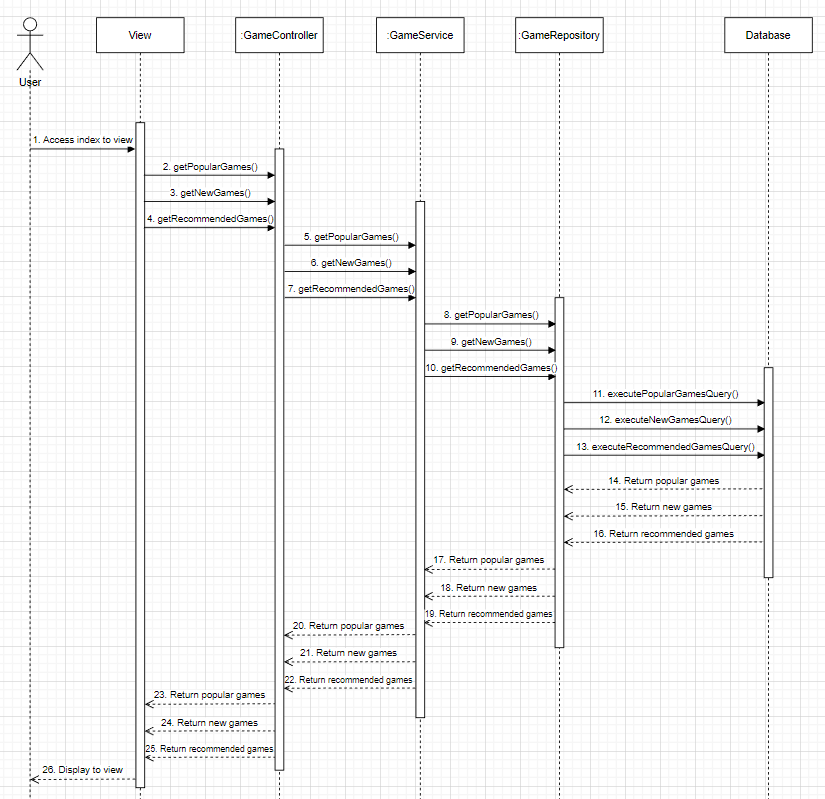 View
:GameController
:GameService
:GameRepository
Database
User
1. Access index to view
2. getPopularGames()
3. getNewGames()
4. getRecommendedGames()
5. getPopularGames()
6. getNewGames()
7. getRecommendedGames()
8. getPopularGames()
9. getNewGames()
10. getRecommendedGames()
11. executePopularGamesQuery()
12. executeNewGamesQuery()
13. executeRecommendedGamesQuery()
14. Return popular games
15. Return new games
16. Return recommended games
17. Return popular games
18. Return new games
19. Return recommended games
20. Return popular games
21. Return new games
22. Return recommended games
23. Return popular games
24. Return new games
25. Return recommended games
26. Display to view